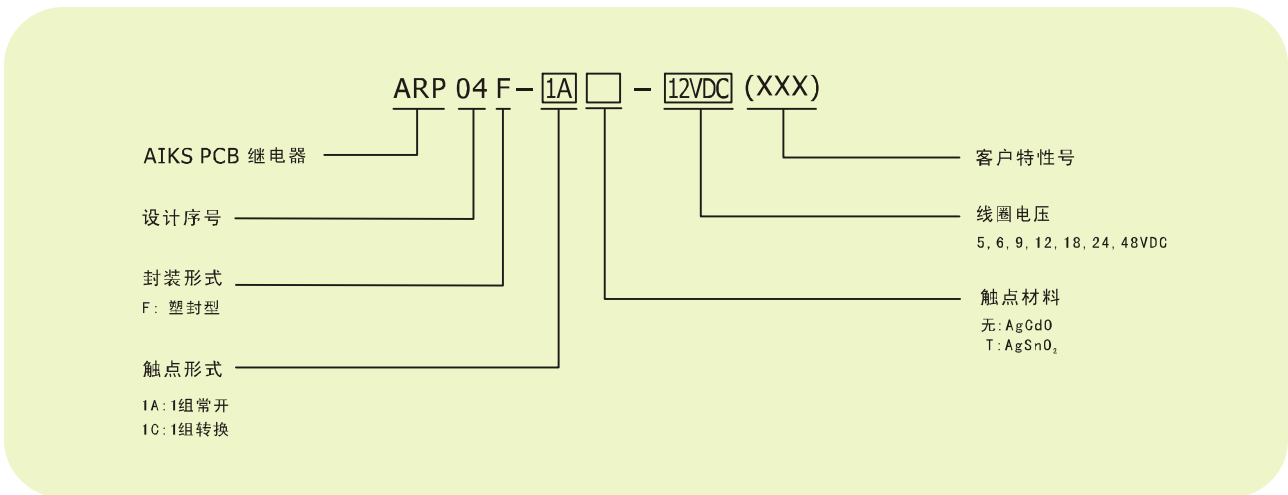 ARP 04 F - 1A □ - 12VDC (XXX)
AIKS PCB 继电器
设计序号
封装形式
F: 塑封型
触点形式
1A:1组常开
1C:1组转换
客户特性号
线圈电压
5,6,9,12,18,24,48VDC
触点材料
无:AgCdO
T:AgSnO₂